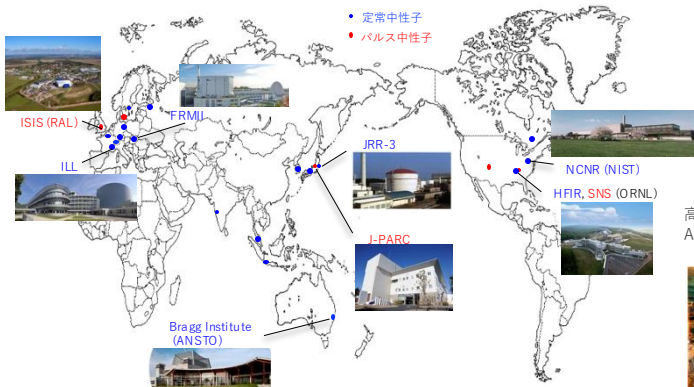 定常中性子
パルス中性子
ISIS (RAL)
FRMII
ILL
JRR-3
J-PARC
NCNR (NIST)
HFIR, SNS (ORNL)
Bragg Institute
(ANSTO)
高
A